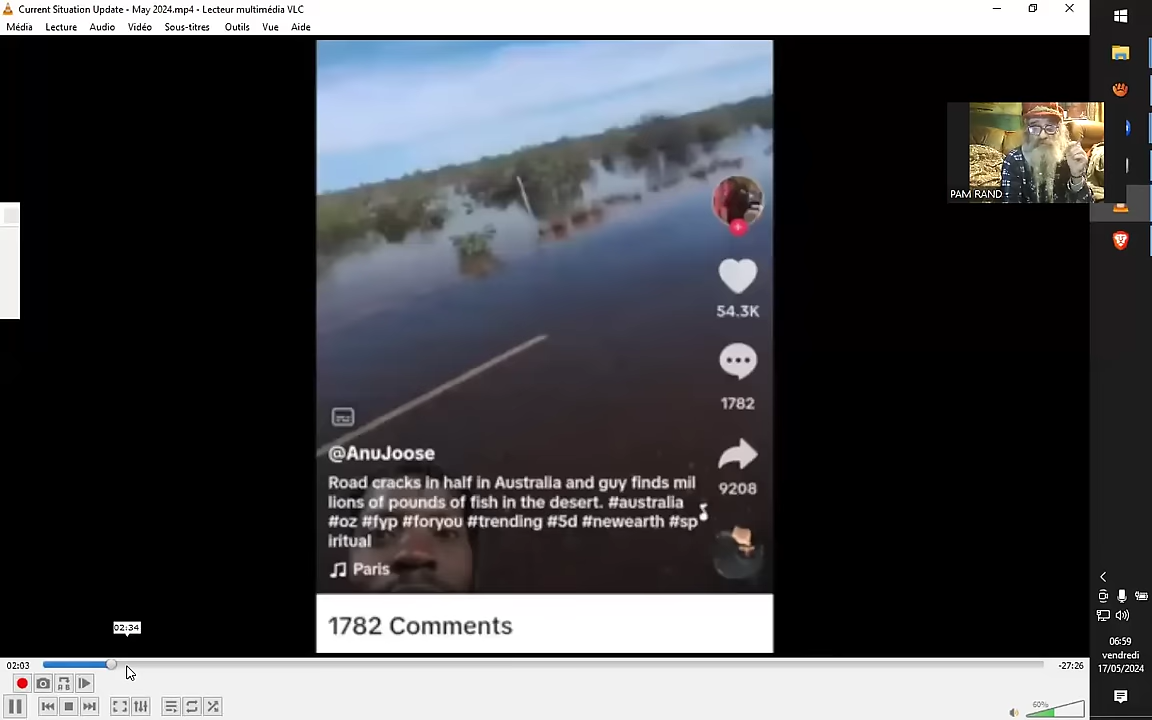 Current Situation Update - May 2024.mp4 - Lecteur multimédia VLC
Média Lecture Audio Vidéo Sous-titres Outils Vue Aide
PAM RAND
54.3K
1782
9208
@AnuJoose
Road cracks in half in Australia and guy finds mil
lions of pounds of fish in the desert. #australia
#oz #fyp #foryou #trending #5d #newearth #sp
iritual
Paris
1782 Comments
02:34
02:03
-27:26
60%
06:59
vendredi
17/05/2024